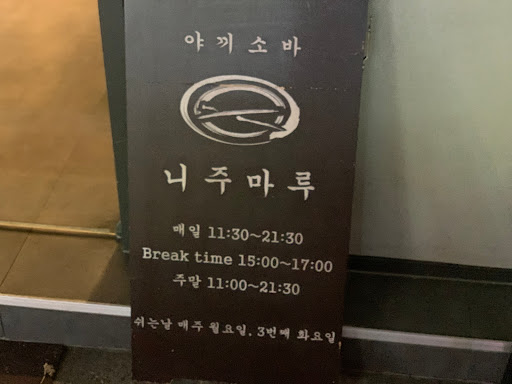 야끼소바
니주마루
매일 11:30~21:30
Break time 15:00~17:00
주말 11:00~21:30
쉬는날 매주 월요일, 3번째 화요일